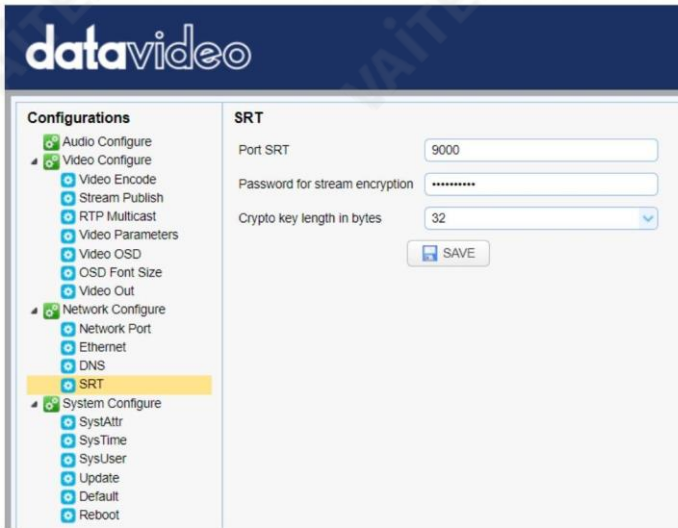 datavideo
Configurations
Audio Configure
Video Configure
Video Encode
Stream Publish
RTP Multicast
Video Parameters
Video OSD
OSD Font Size
Video Out
Network Configure
Network Port
Ethernet
DNS
SRT
System Configure
SystAttr
SysTime
SysUser
Update
Default
Reboot
SRT
Port SRT 9000
Password for stream encryption ••••••••••
Crypto key length in bytes 32
SAVE